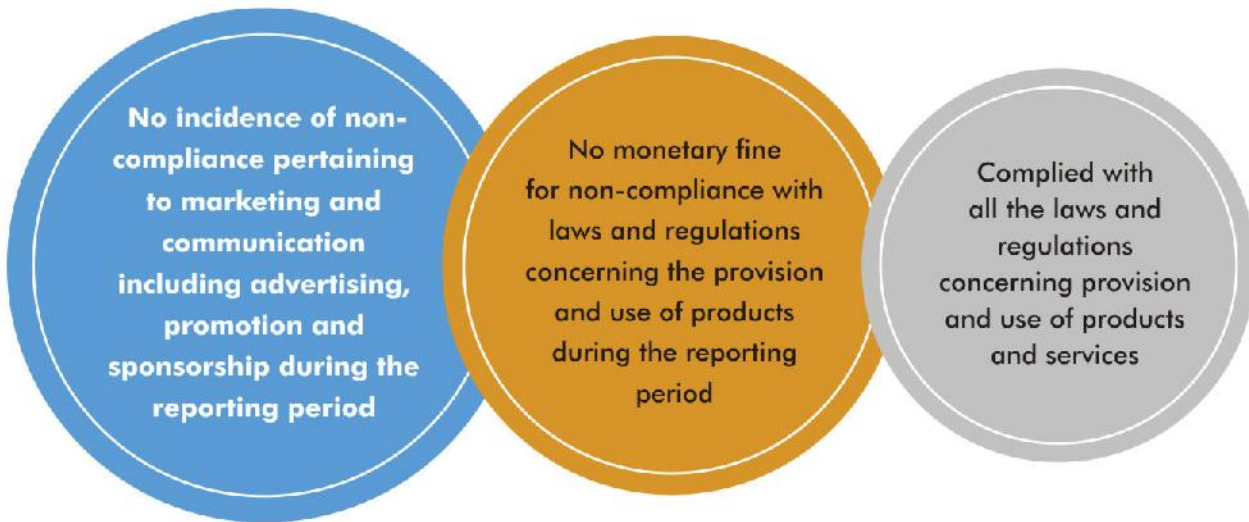 No incidence of non-
compliance pertaining
to marketing and
communication
including advertising,
promotion and
sponsorship during the
reporting period
No monetary fine
for non-compliance with
laws and regulations
concerning the provision
and use of products
during the reporting
period
Complied with
all the laws and
regulations
concerning provision
and use of products
and services